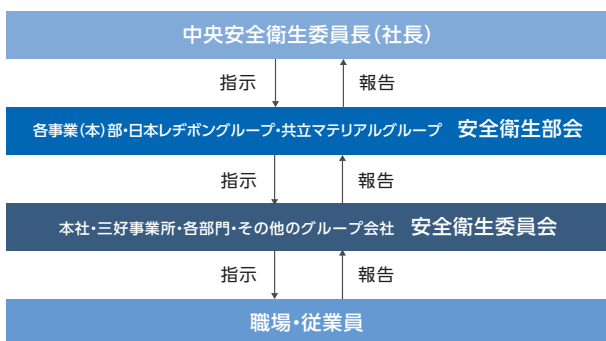 中央安全衛生委員長（社長）
指示 報告
各事業（本）部・日本レヂボングループ・共立マテリアルグループ 安全衛生部会
指示 報告
本社・三好事業所・各部門・その他のグループ会社 安全衛生委員会
指示 報告
職場・従業員